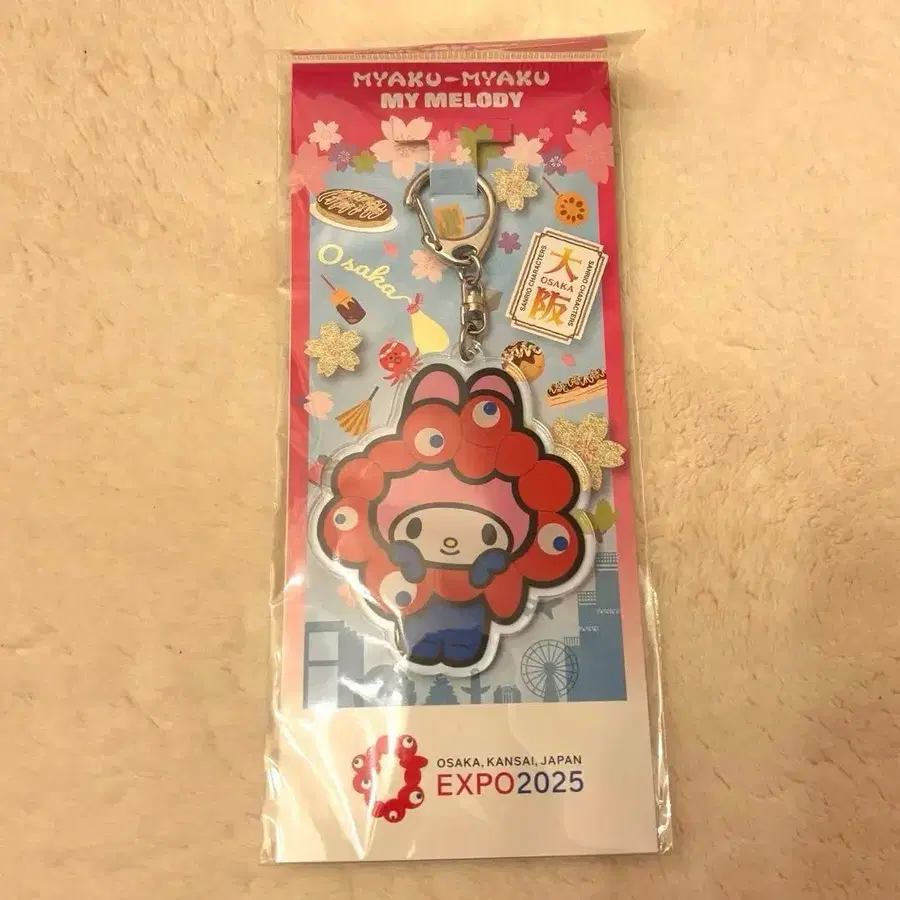 MYAKU-MYAKU
MY MELODY
Osaka
SANRIO CHARACTERS
大
OSAKA
阪
SANRIO CHARACTERS
OSAKA, KANSAI, JAPAN
EXPO2025